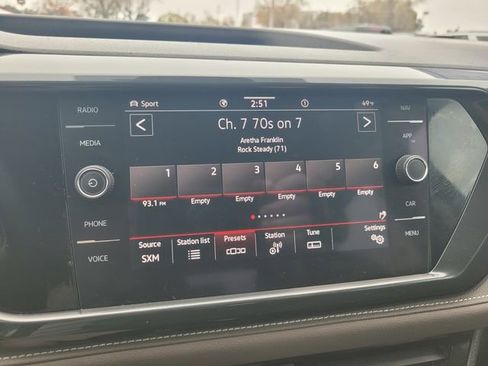 RADIO
MEDIA
PHONE
VOICE
Sport 2:51 49°F
Ch. 7 70s on 7
Aretha Franklin
Rock Steady (71)
1 2 3 4 5 6
93.1 FM Empty Empty Empty Empty Empty
Source Station list Presets Station Tune Settings
SXM
NAV
APP
CAR
MENU